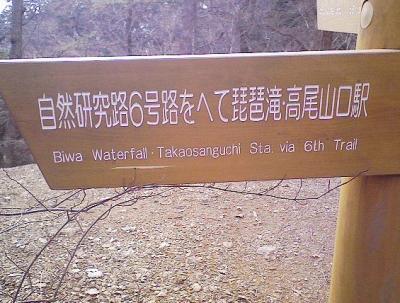 自然研究路6号路をへて琵琶滝・高尾山口駅
Biwa Waterfall・Takaosanguchi Sta. via 6th Trail